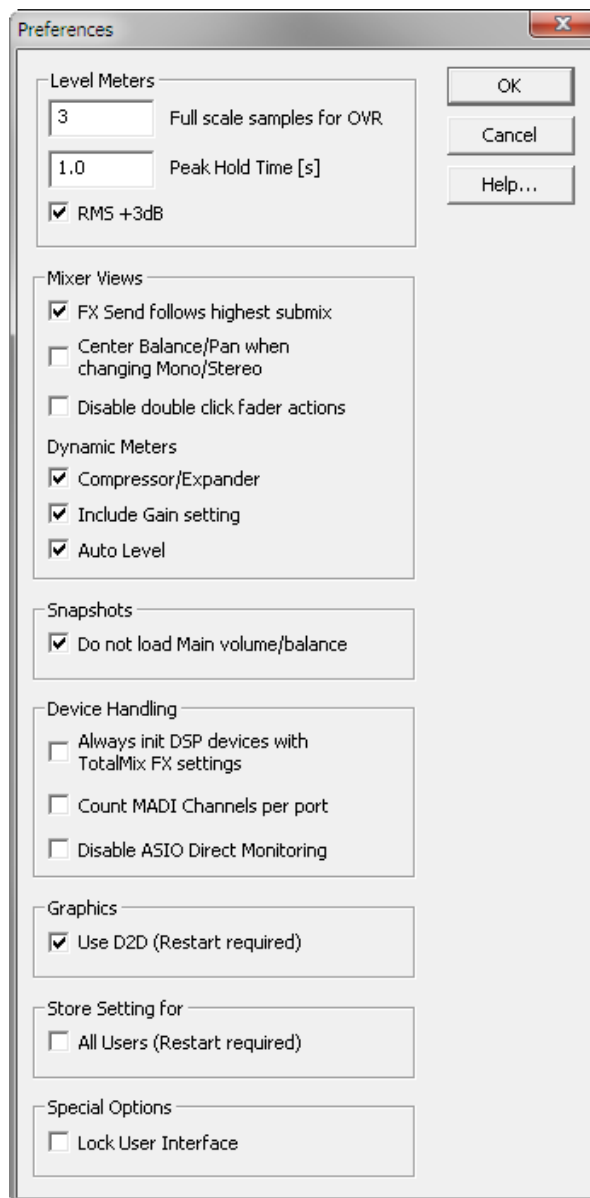 Preferences
Level Meters
3
Full scale samples for OVR
1.0
Peak Hold Time [s]
RMS +3dB
OK
Cancel
Help...
Mixer Views
FX Send follows highest submix
Center Balance/Pan when
changing Mono/Stereo
Disable double click fader actions
Dynamic Meters
Compressor/Expander
Include Gain setting
Auto Level
Snapshots
Do not load Main volume/balance
Device Handling
Always init DSP devices with
TotalMix FX settings
Count MADI Channels per port
Disable ASIO Direct Monitoring
Graphics
Use D2D (Restart required)
Store Setting for
All Users (Restart required)
Special Options
Lock User Interface